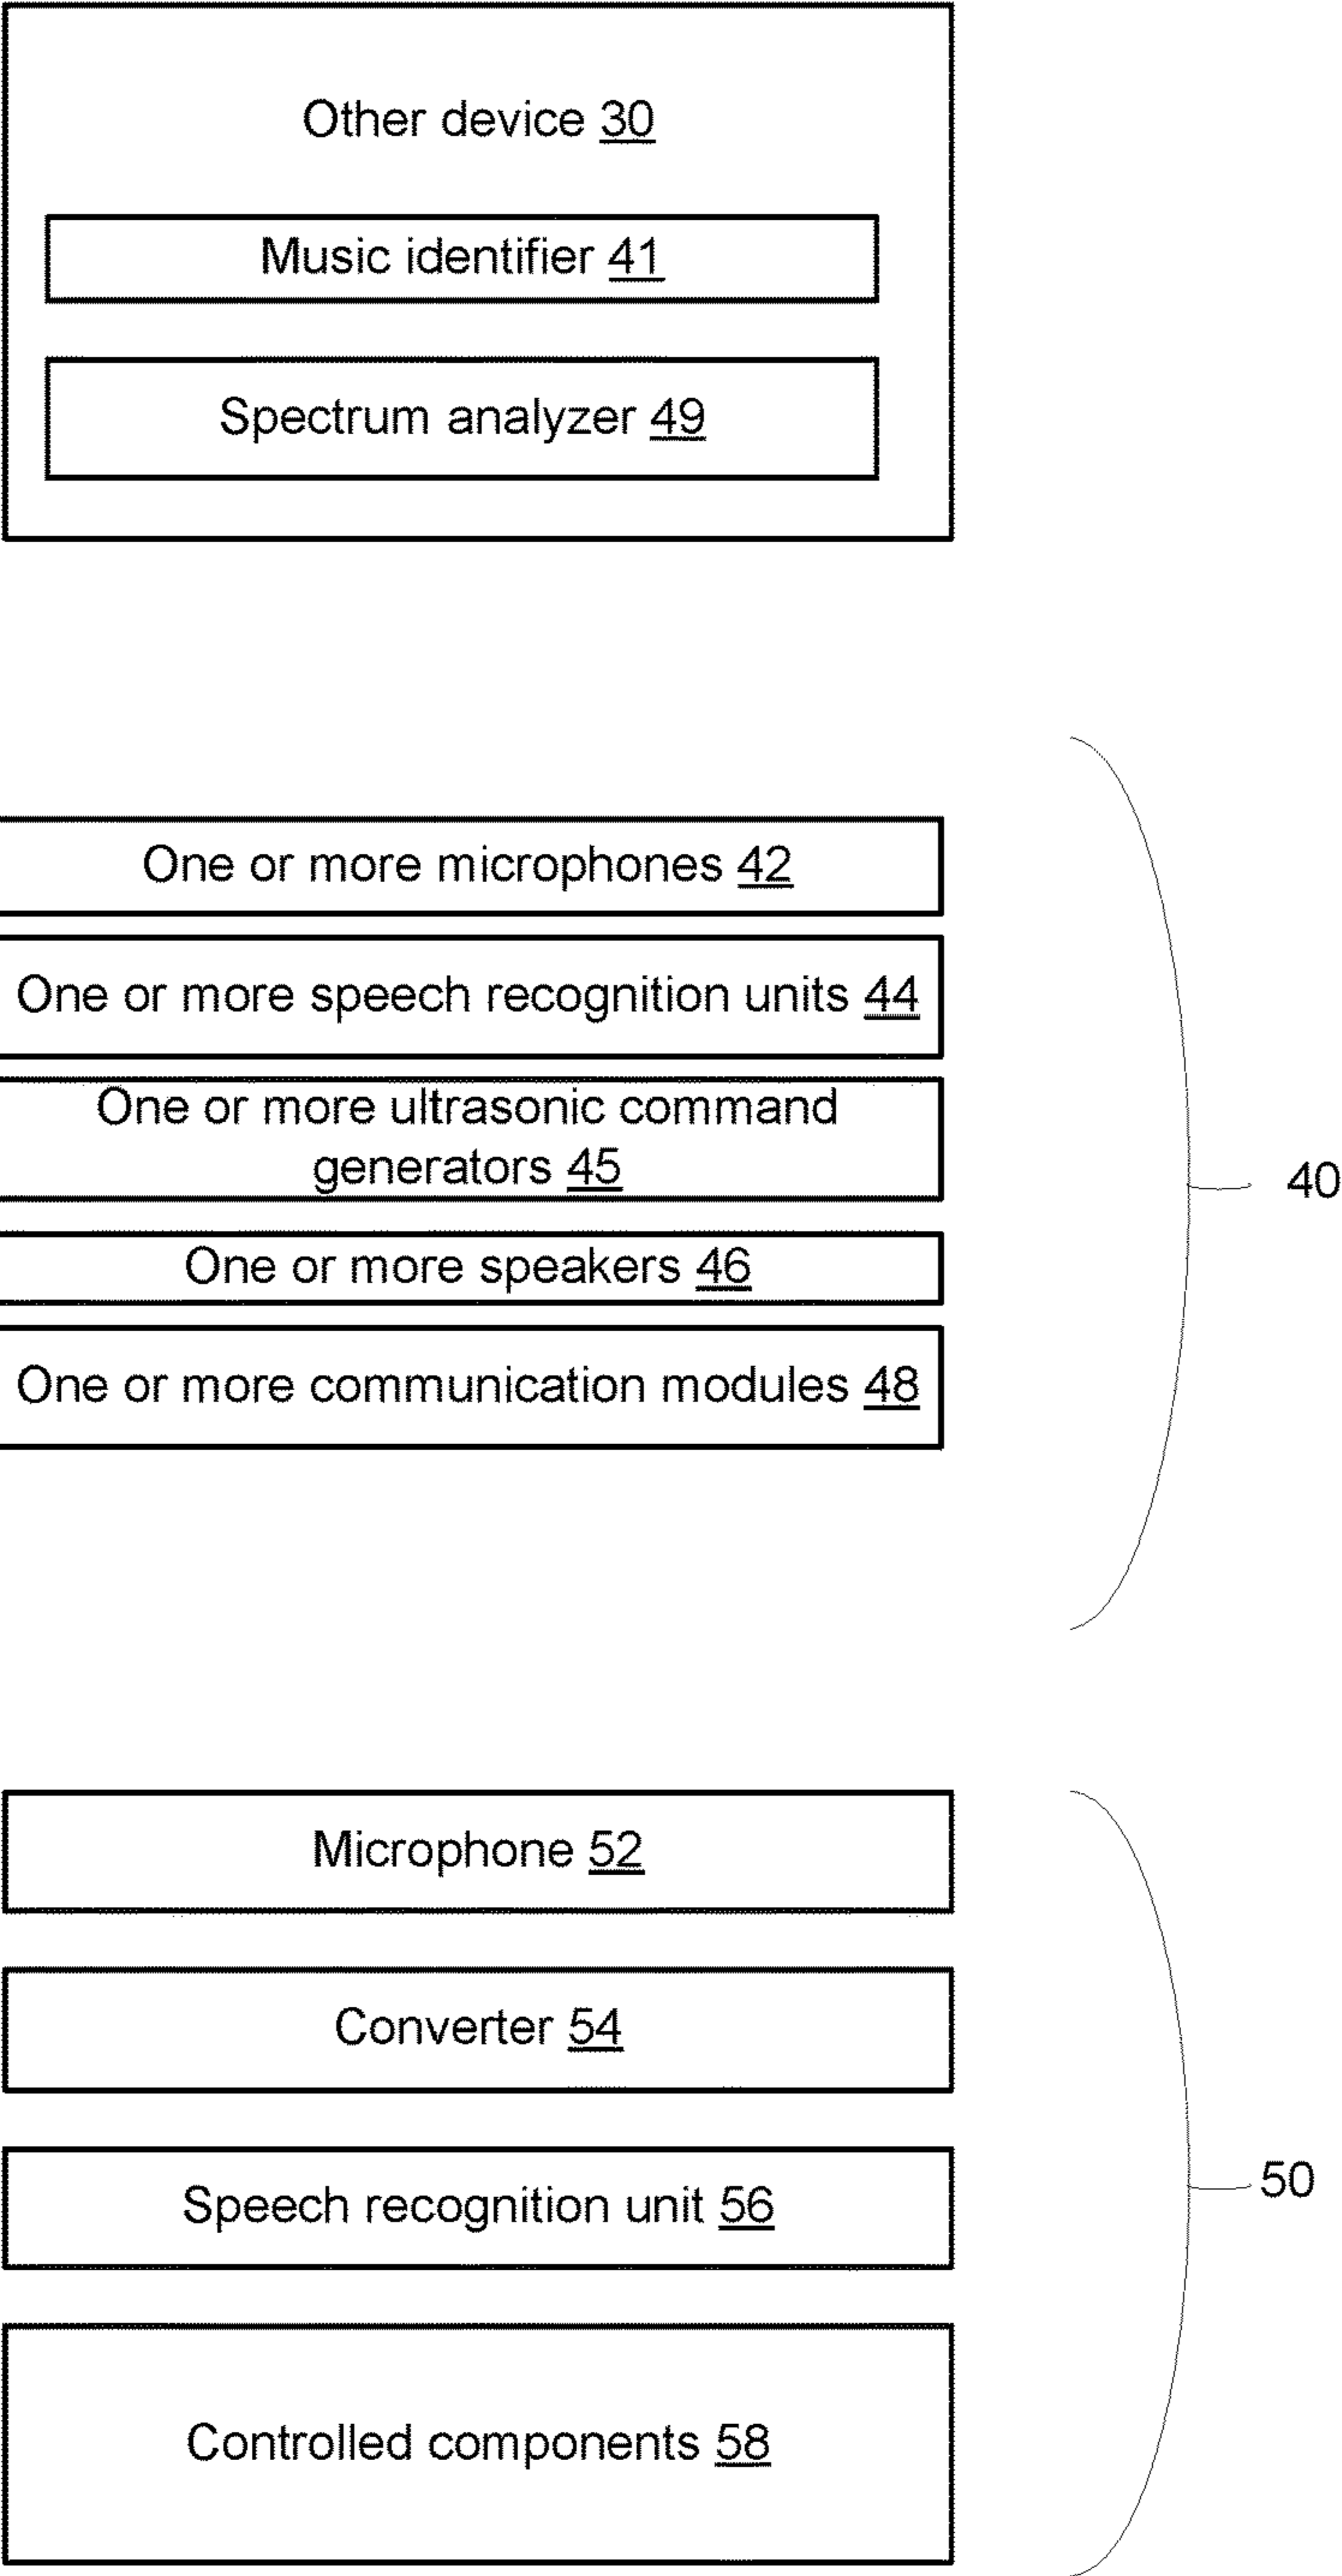 Other device 30
Music identifier 41
Spectrum analyzer 49
One or more microphones 42
One or more speech recognition units 44
One or more ultrasonic command
generators 45
One or more speakers 46
One or more communication modules 48
40
Microphone 52
Converter 54
Speech recognition unit 56
Controlled components 58
50